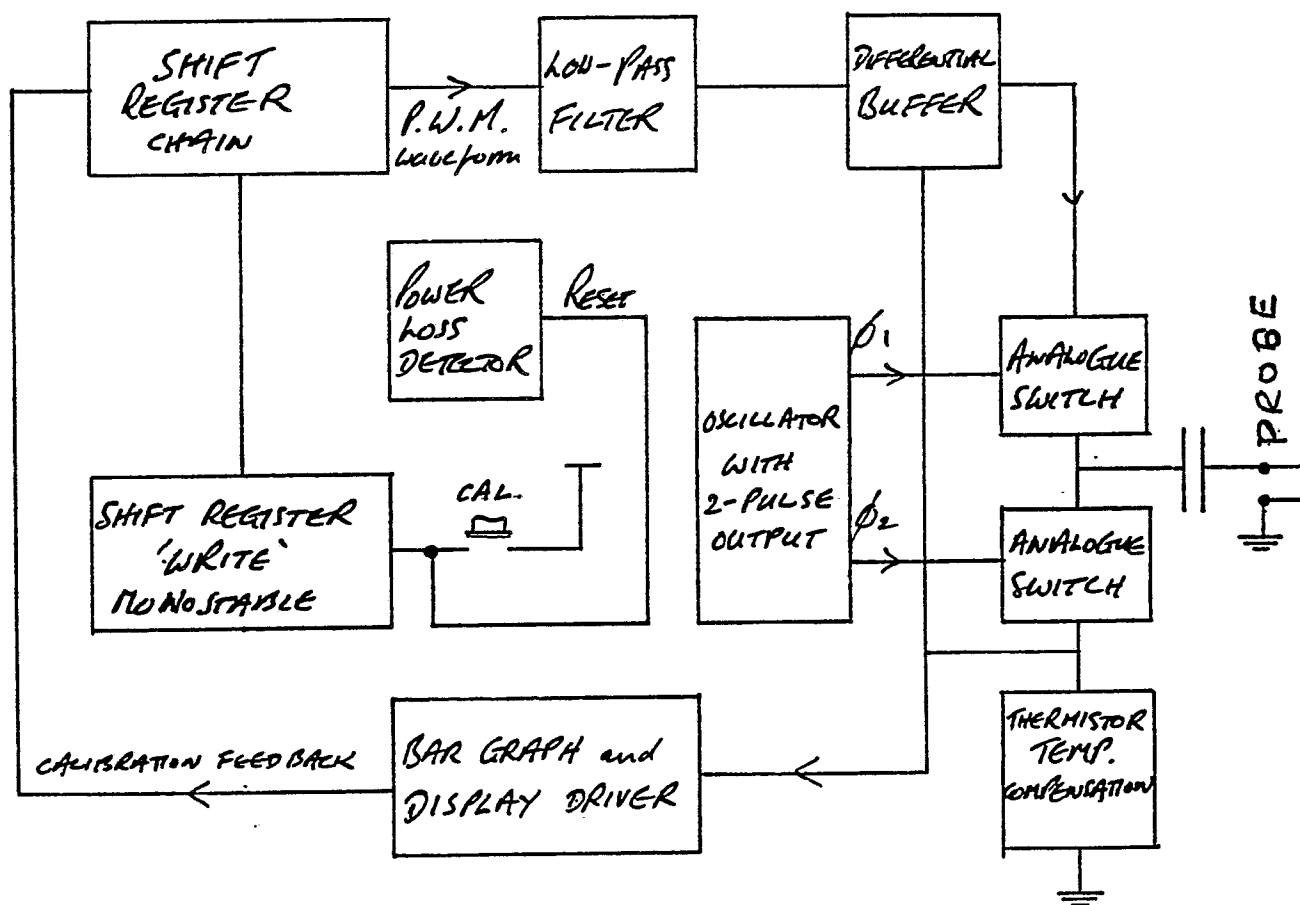 SHIFT
REGISTER
CHAIN
P.W.M.
waveform
LOW-PASS
FILTER
DIFFERENTIAL
BUFFER
POWER
LOSS
DETECTOR
RESET
OSCILLATOR
WITH
2-PULSE
OUTPUT
ø1
ø2
ANALOGUE
SWITCH
PROBE
ANALOGUE
SWITCH
SHIFT REGISTER
'WRITE'
MONOSTABLE
CAL.
THERMISTOR
TEMP.
COMPENSATION
BAR GRAPH and
DISPLAY DRIVER
CALIBRATION FEEDBACK